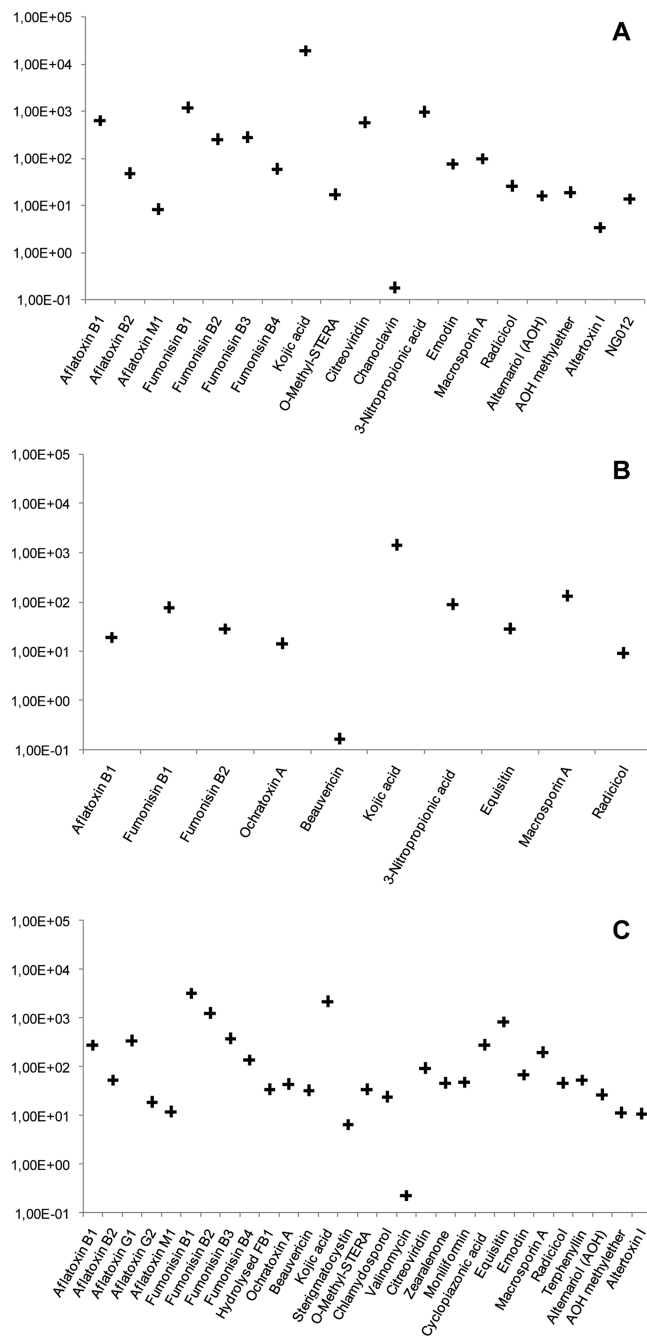 A
1,00E+05
1,00E+04
1,00E+03
1,00E+02
1,00E+01
1,00E+00
1,00E-01
Aflatoxin B1
Aflatoxin B2
Aflatoxin M1
Fumonisin B1
Fumonisin B2
Fumonisin B3
Fumonisin B4
Kojic acid
O-Methyl-STERA
Citreoviridin
Chanoclavin
3-Nitropropionic acid
Emodin
Macrosporin A
Radicicol
Alternariol (AOH)
AOH methylether
Altertoxin I
NG012
B
1,00E+05
1,00E+04
1,00E+03
1,00E+02
1,00E+01
1,00E+00
1,00E-01
Aflatoxin B1
Fumonisin B1
Fumonisin B2
Ochratoxin A
Beauvericin
Kojic acid
3-Nitropropionic acid
Equisitin
Macrosporin A
Radicicol
C
1,00E+05
1,00E+04
1,00E+03
1,00E+02
1,00E+01
1,00E+00
1,00E-01
Aflatoxin B1
Aflatoxin B2
Aflatoxin G1
Aflatoxin G2
Aflatoxin M1
Fumonisin B1
Fumonisin B2
Fumonisin B3
Fumonisin B4
Hydrolysed FB1
Ochratoxin A
Beauvericin
Kojic acid
Sterigmatocystin
O-Methyl-STERA
Chlamydosporol
Valinomycin
Citreoviridin
Zearalenone
Moniliformin
Cyclopiazonic acid
Equisitin
Emodin
Macrosporin A
Radicicol
Terphenyllin
Alternariol (AOH)
AOH methylether
Altertoxin I